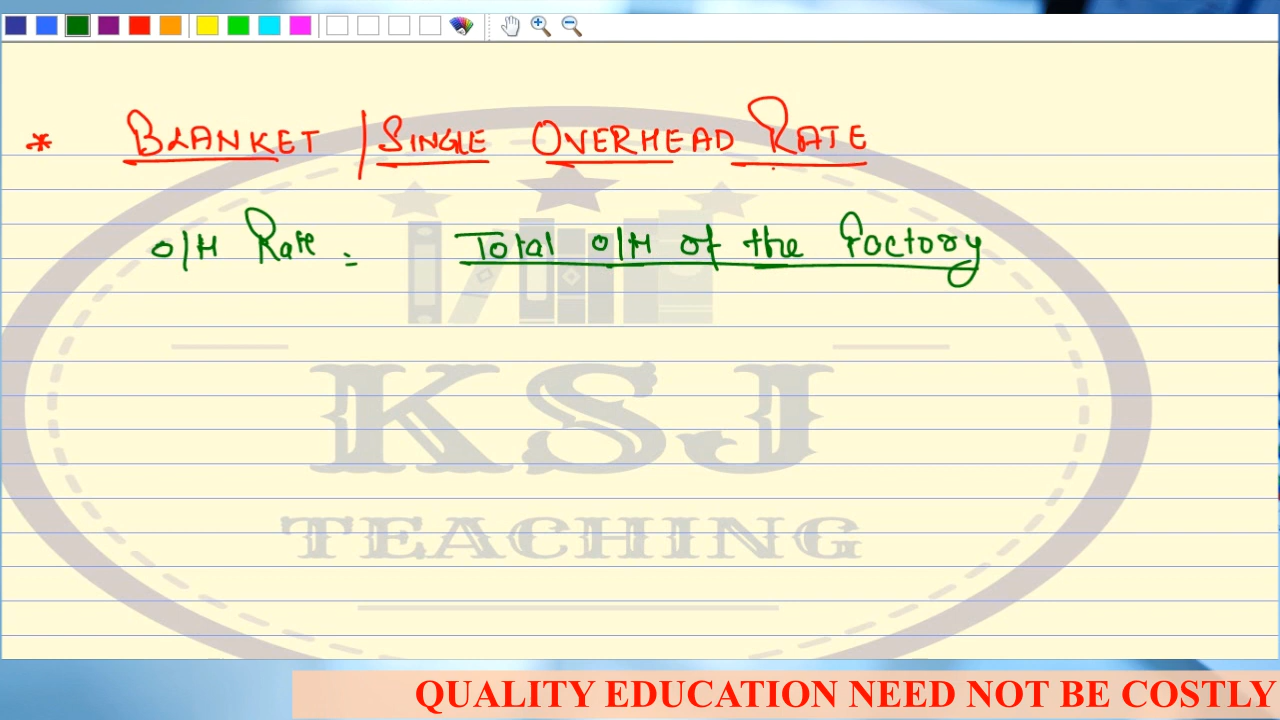 * BLANKET / SINGLE OVERHEAD RATE
O/H Rate = Total O/H of the factory
KSJ
TEACHING
QUALITY EDUCATION NEED NOT BE COSTLY